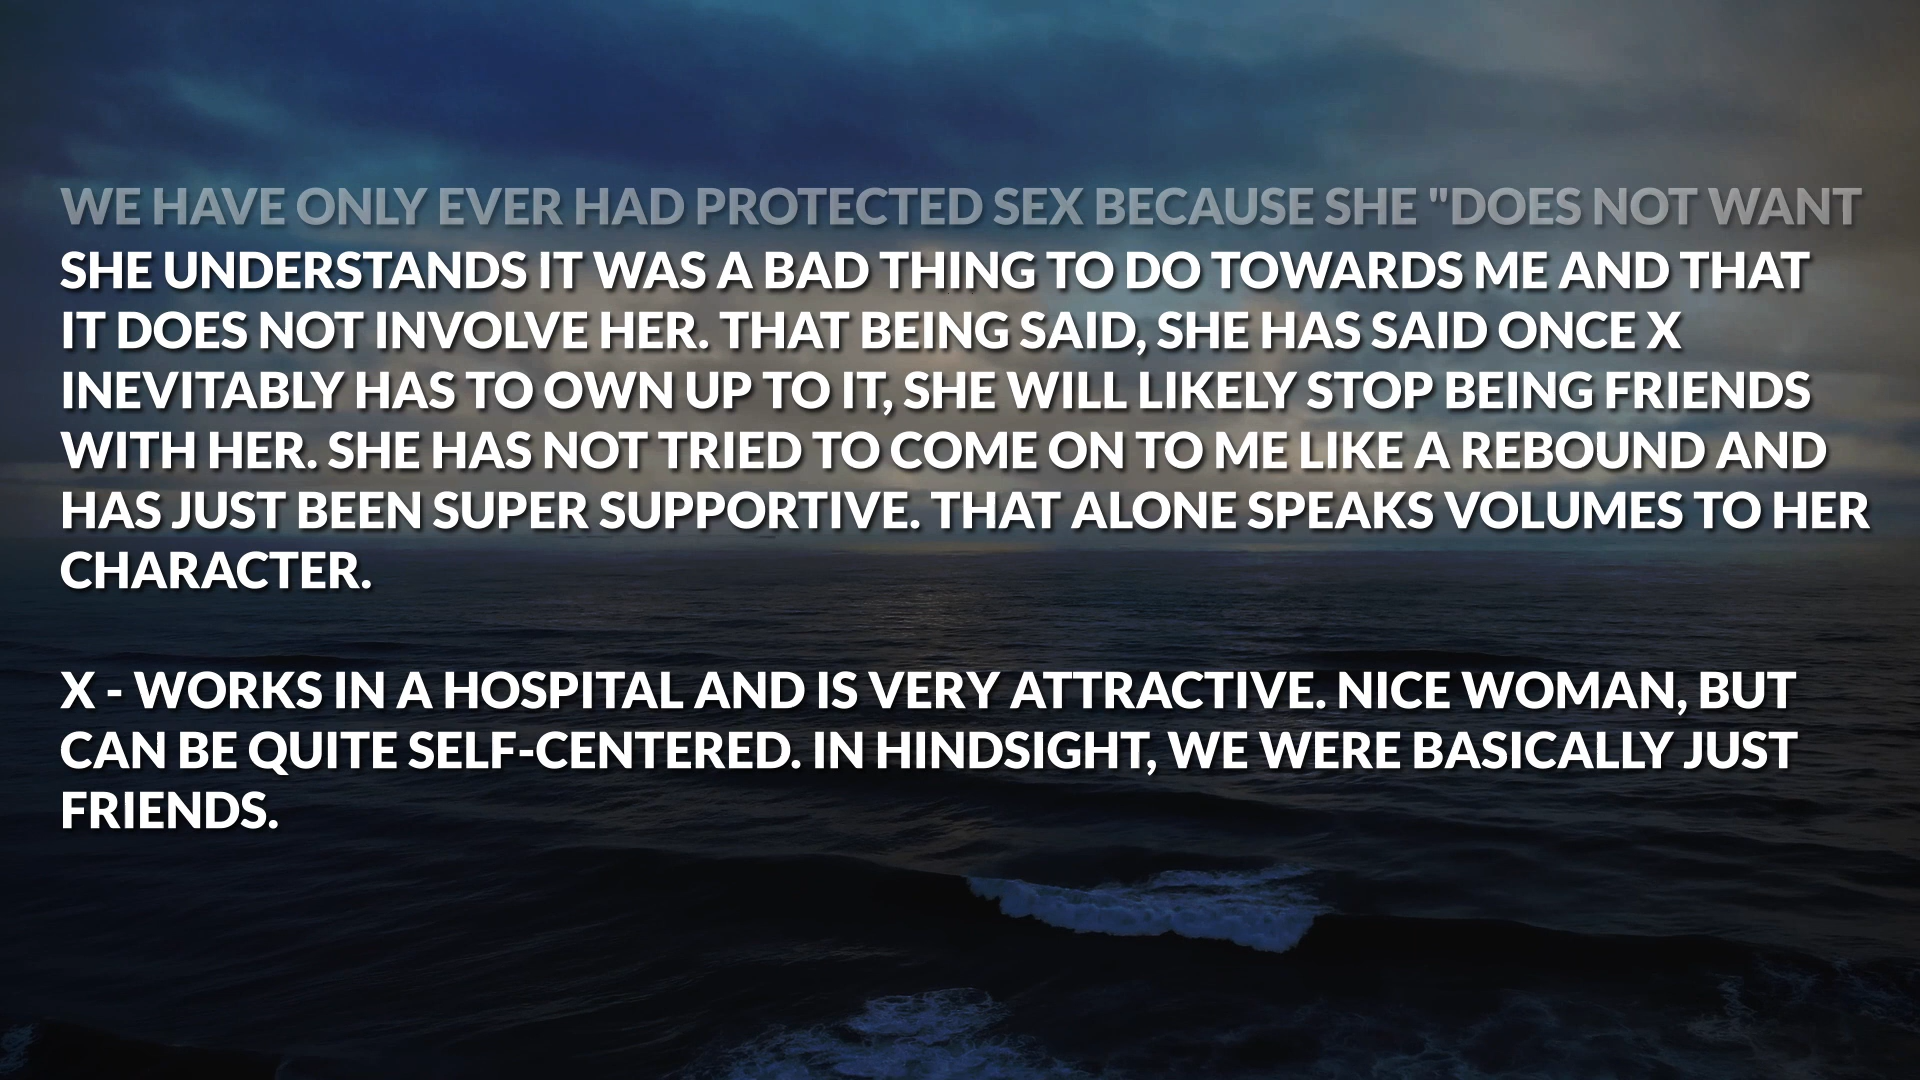 WE HAVE ONLY EVER HAD PROTECTED SEX BECAUSE SHE "DOES NOT WANT
SHE UNDERSTANDS IT WAS A BAD THING TO DO TOWARDS ME AND THAT
IT DOES NOT INVOLVE HER. THAT BEING SAID, SHE HAS SAID ONCE X
INEVITABLY HAS TO OWN UP TO IT, SHE WILL LIKELY STOP BEING FRIENDS
WITH HER. SHE HAS NOT TRIED TO COME ON TO ME LIKE A REBOUND AND
HAS JUST BEEN SUPER SUPPORTIVE. THAT ALONE SPEAKS VOLUMES TO HER
CHARACTER.
X - WORKS IN A HOSPITAL AND IS VERY ATTRACTIVE. NICE WOMAN, BUT
CAN BE QUITE SELF-CENTERED. IN HINDSIGHT, WE WERE BASICALLY JUST
FRIENDS.